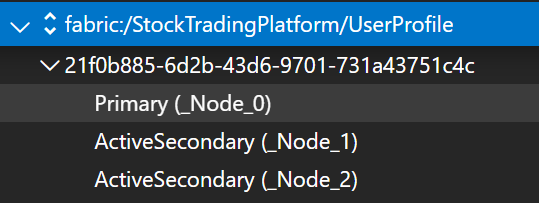 fabric:/StockTradingPlatform/UserProfile
21f0b885-6d2b-43d6-9701-731a43751c4c
Primary (_Node_0)
ActiveSecondary (_Node_1)
ActiveSecondary (_Node_2)